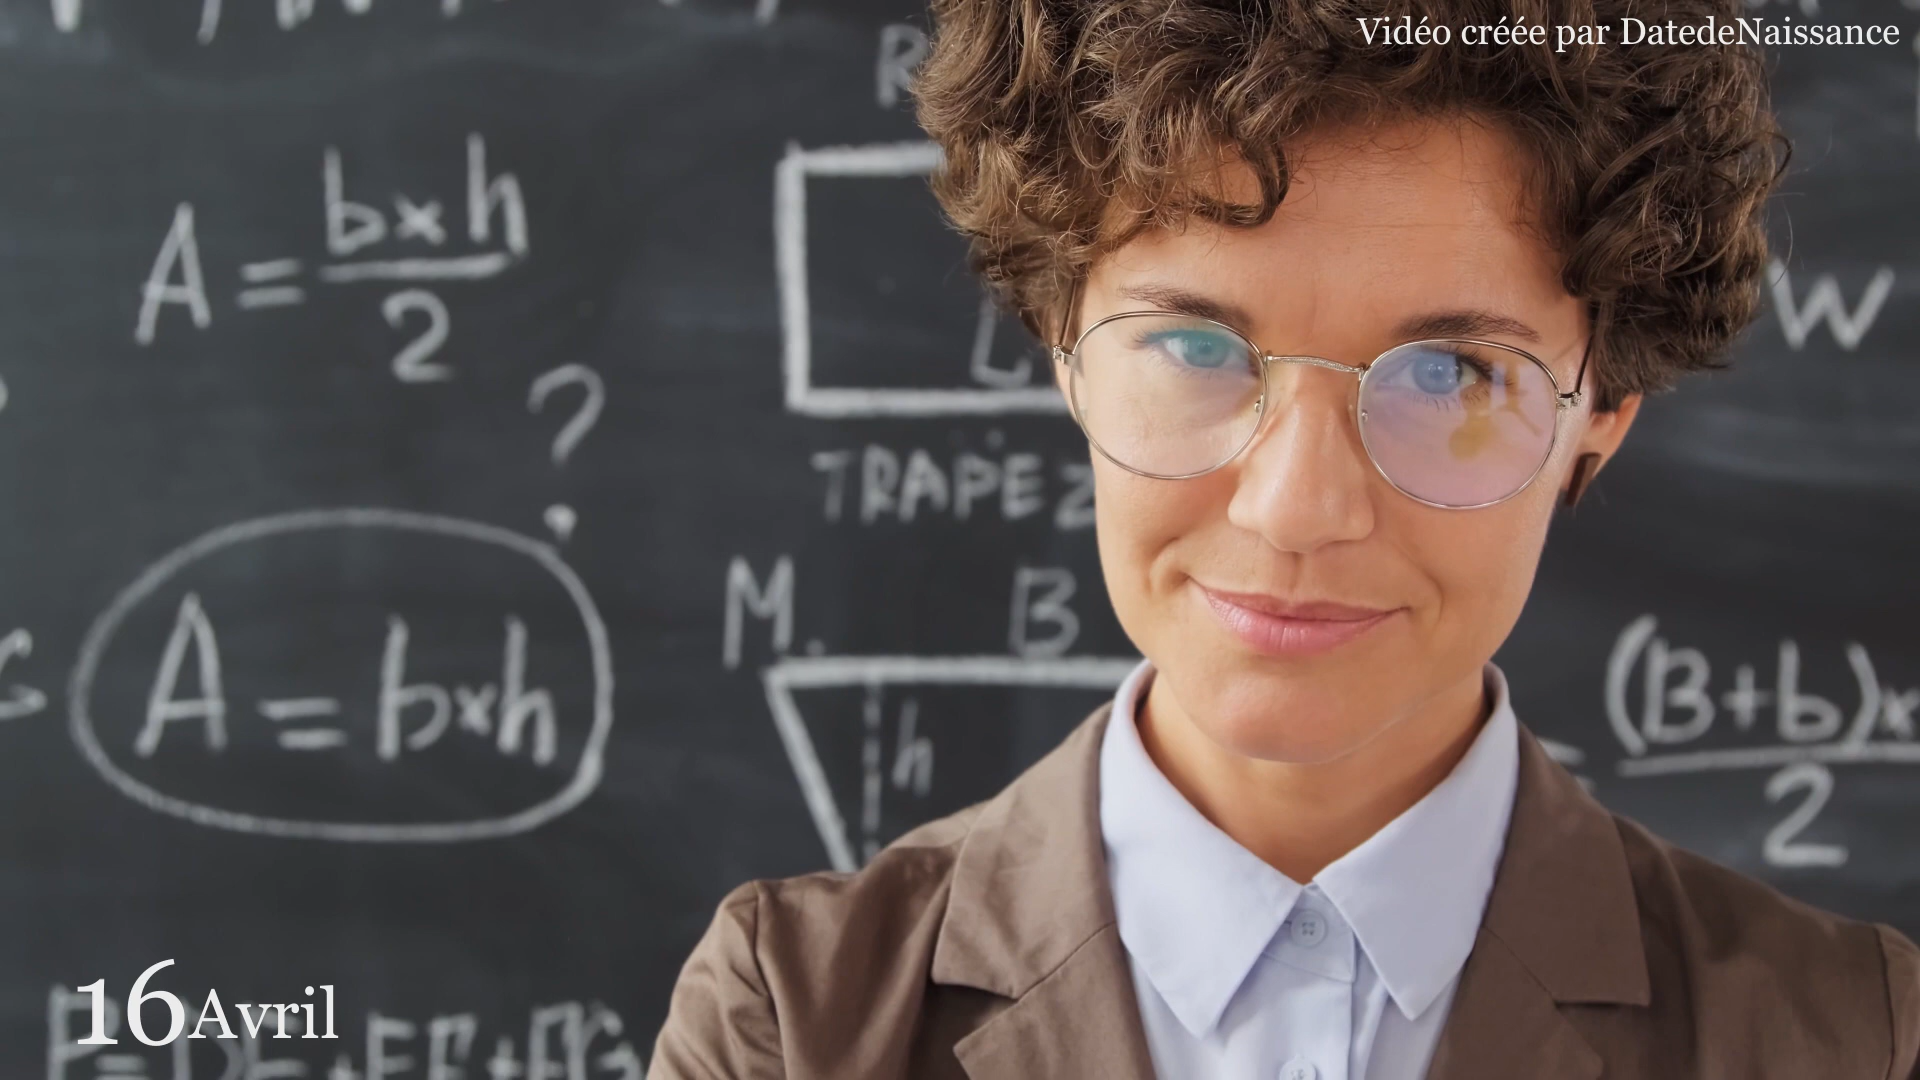 Vidéo créée par DatedeNaissance
A = b×h
2
?
L
W
TRAPEZ
A = b×h
M. B
h
(B+b)×
2
16 Avril